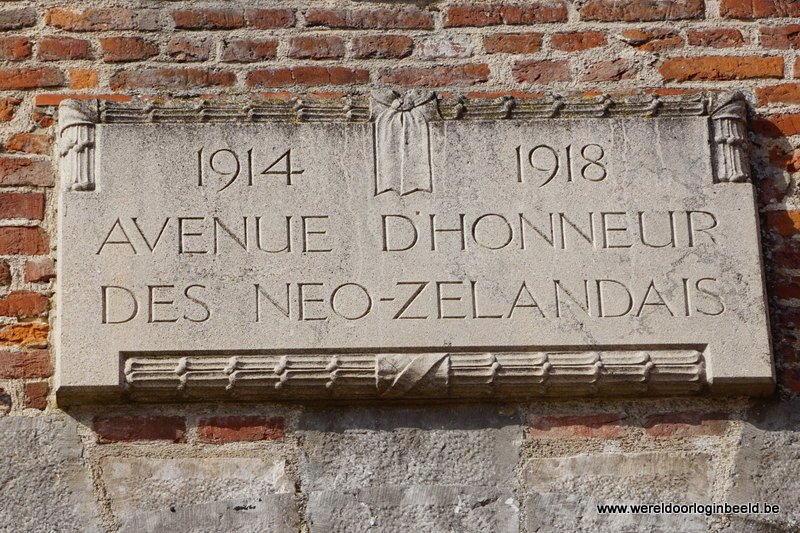 1914 1918
AVENUE D'HONNEUR
DES NEO-ZELANDAIS
www.wereldoorloginbeeld.be